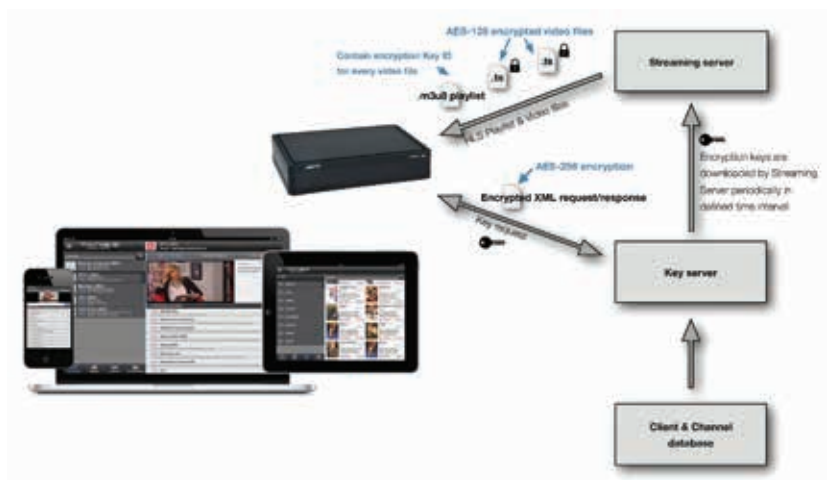 AES-128 encrypted video files
Contain encryption Key ID
for every video file
.ts
.ts
.m3u8 playlist
Streaming server
HLS Playlist & Video files
Encryption keys are
downloaded by Streaming
Server periodically in
defined time interval
AES-256 encryption
Encrypted XML request/response
Key request
Key server
Client & Channel
database